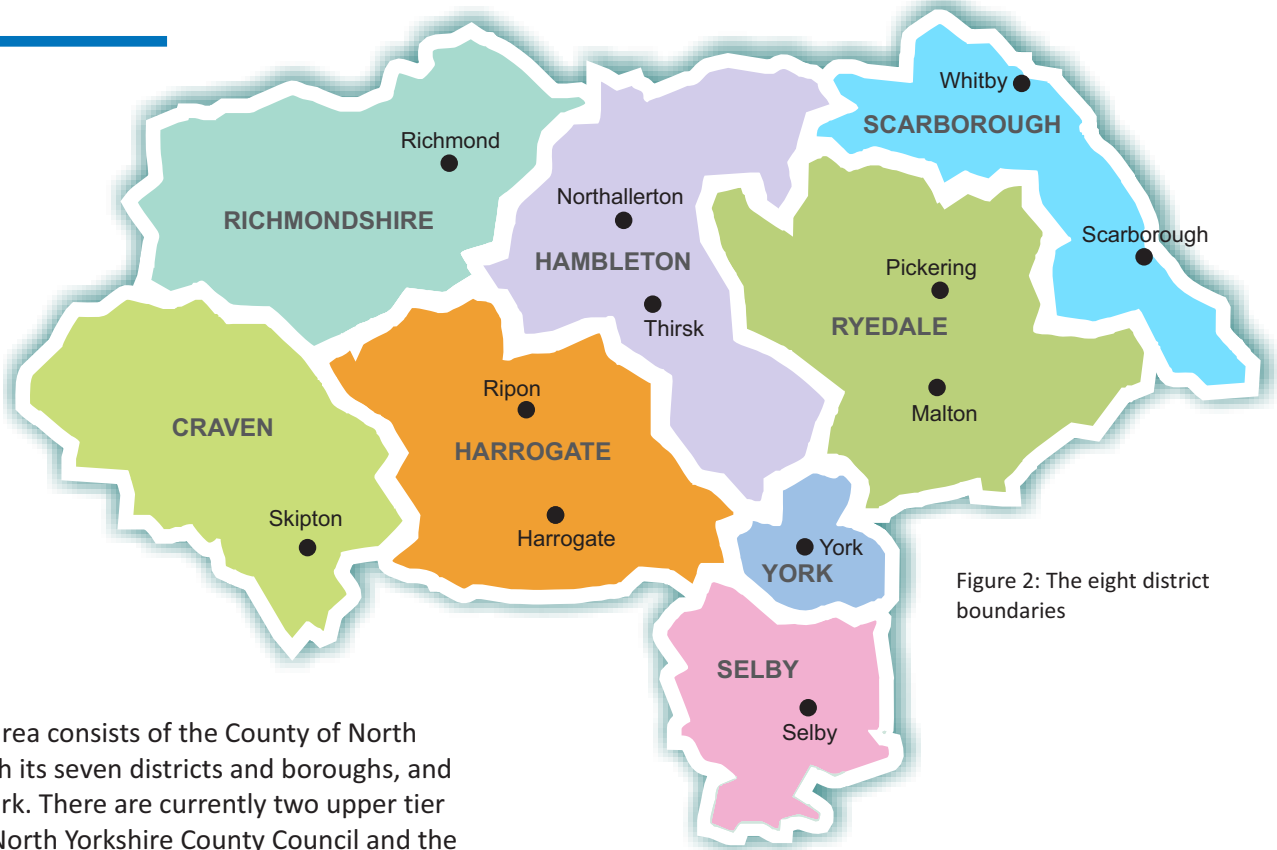 Whitby
SCARBOROUGH
Richmond
Northallerton
RICHMONDSHIRE
Scarborough
HAMBLETON
Pickering
Thirsk
RYEDALE
Ripon
Malton
CRAVEN
HARROGATE
Skipton
Harrogate
York
YORK
Figure 2: The eight district
boundaries
SELBY
Selby
rea consists of the County of North
h its seven districts and boroughs, and
rk. There are currently two upper tier
North Yorkshire County Council and the